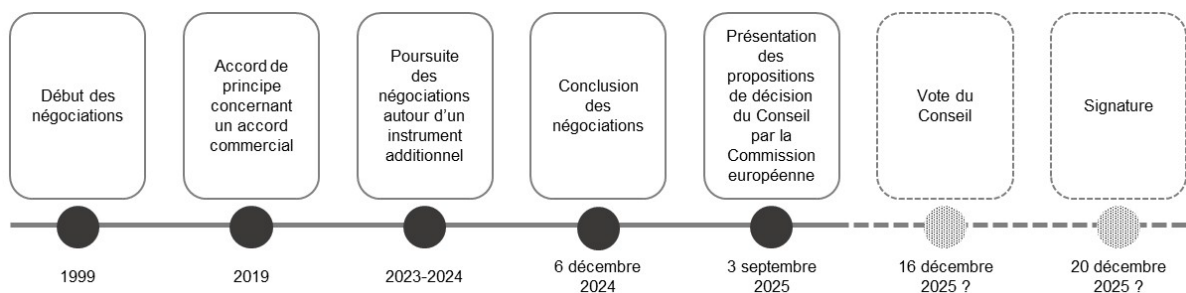 Début des
négociations
Accord de
principe
concernant
un accord
commercial
Poursuite
des
négociations
autour d’un
instrument
additionnel
Conclusion
des
négociations
Présentation
des
propositions
de décision
du Conseil
par la
Commission
européenne
Vote du
Conseil
Signature
1999
2019
2023-2024
6 décembre
2024
3 septembre
2025
16 décembre
2025 ?
20 décembre
2025 ?